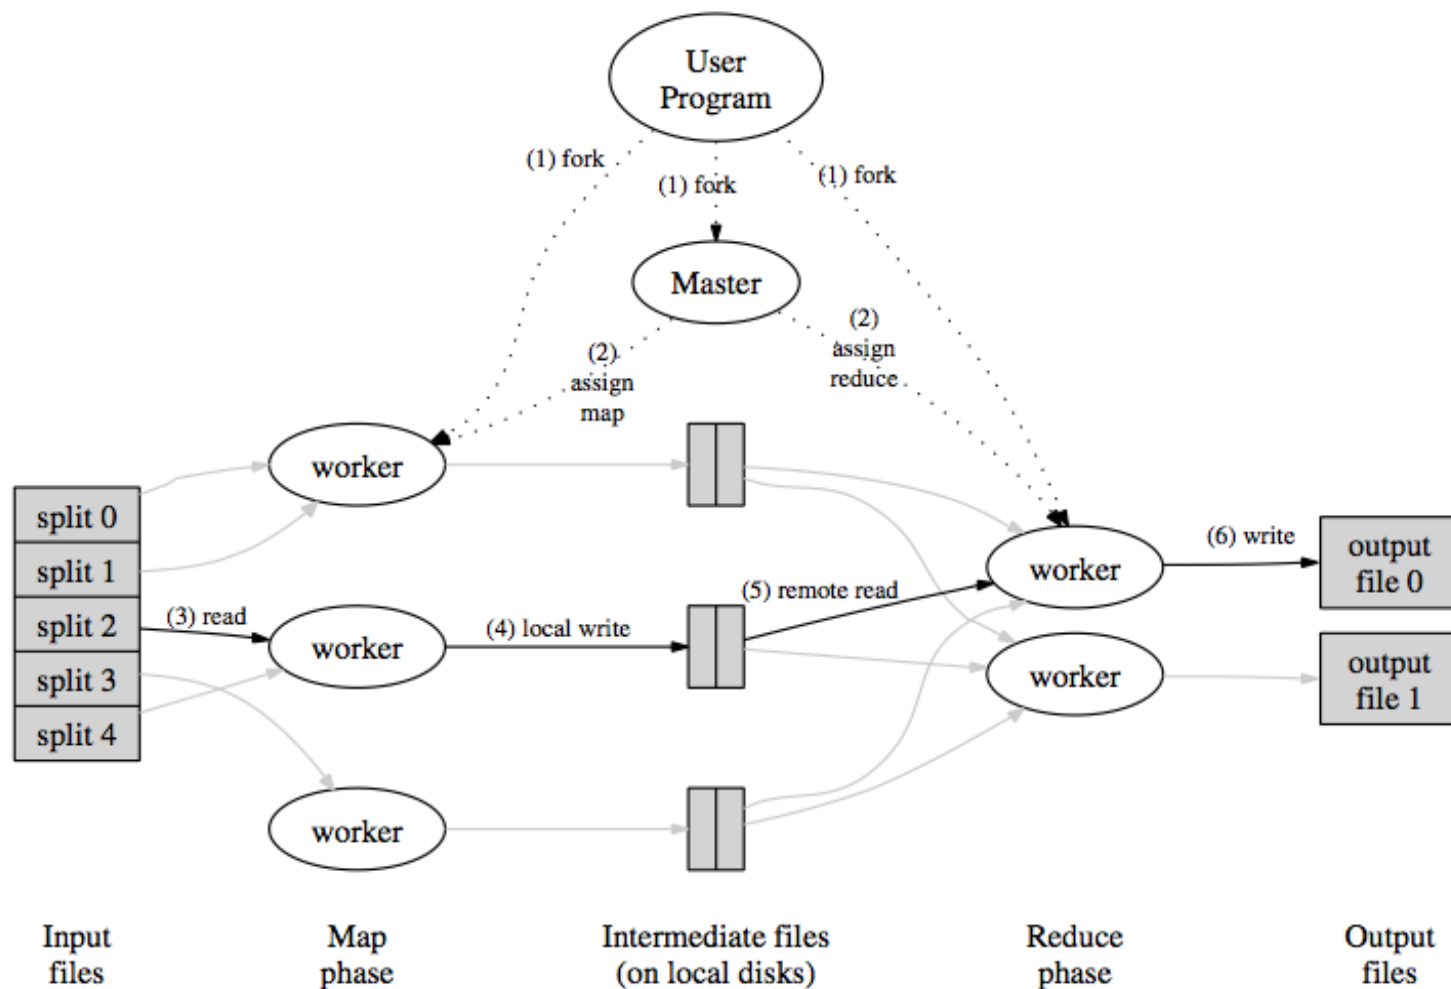 User
Program
(1) fork
(1) fork
(1) fork
Master
(2)
assign
map
(2)
assign
reduce
split 0
split 1
split 2
split 3
split 4
(3) read
worker
worker
worker
(4) local write
(5) remote read
worker
worker
(6) write
output
file 0
output
file 1
Input
files
Map
phase
Intermediate files
(on local disks)
Reduce
phase
Output
files